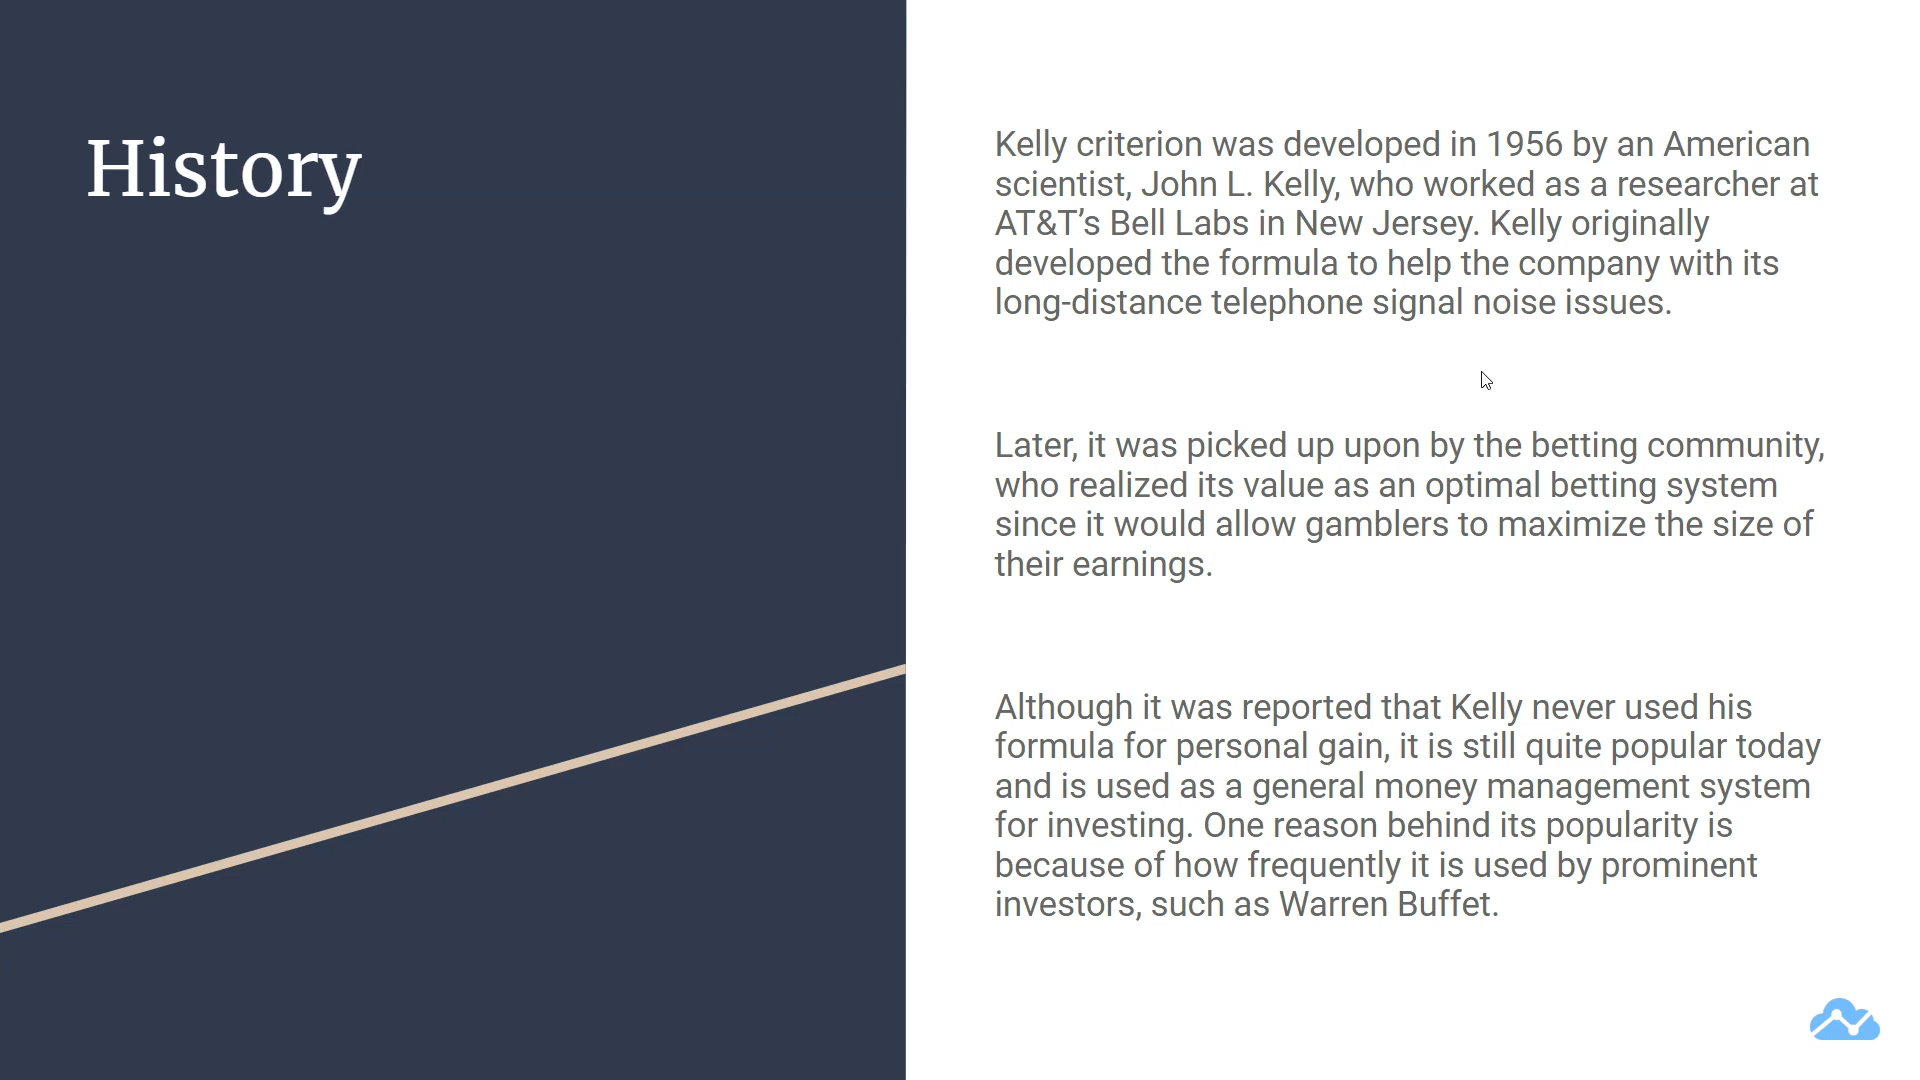 History
Kelly criterion was developed in 1956 by an American
scientist, John L. Kelly, who worked as a researcher at
AT&T’s Bell Labs in New Jersey. Kelly originally
developed the formula to help the company with its
long-distance telephone signal noise issues.
Later, it was picked up upon by the betting community,
who realized its value as an optimal betting system
since it would allow gamblers to maximize the size of
their earnings.
Although it was reported that Kelly never used his
formula for personal gain, it is still quite popular today
and is used as a general money management system
for investing. One reason behind its popularity is
because of how frequently it is used by prominent
investors, such as Warren Buffet.